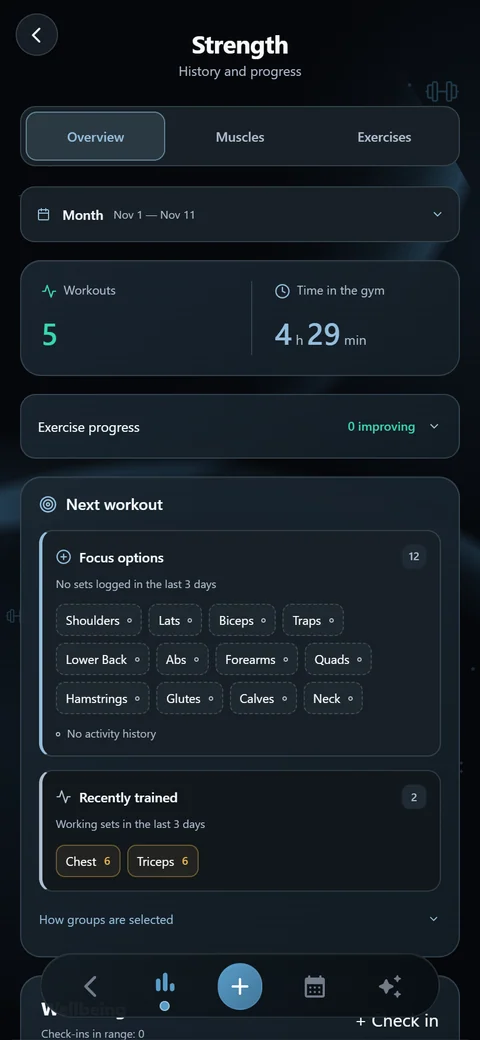 Strength
History and progress
Overview Muscles Exercises
Month Nov 1 — Nov 11
Workouts
5
Time in the gym
4 h 29 min
Exercise progress 0 improving
Next workout
Focus options 12
No sets logged in the last 3 days
Shoulders Lats Biceps Traps
Lower Back Abs Forearms Quads
Hamstrings Glutes Calves Neck
No activity history
Recently trained 2
Working sets in the last 3 days
Chest 6 Triceps 6
How groups are selected
Wellbeing
+ Check in
Check-ins in range: 0